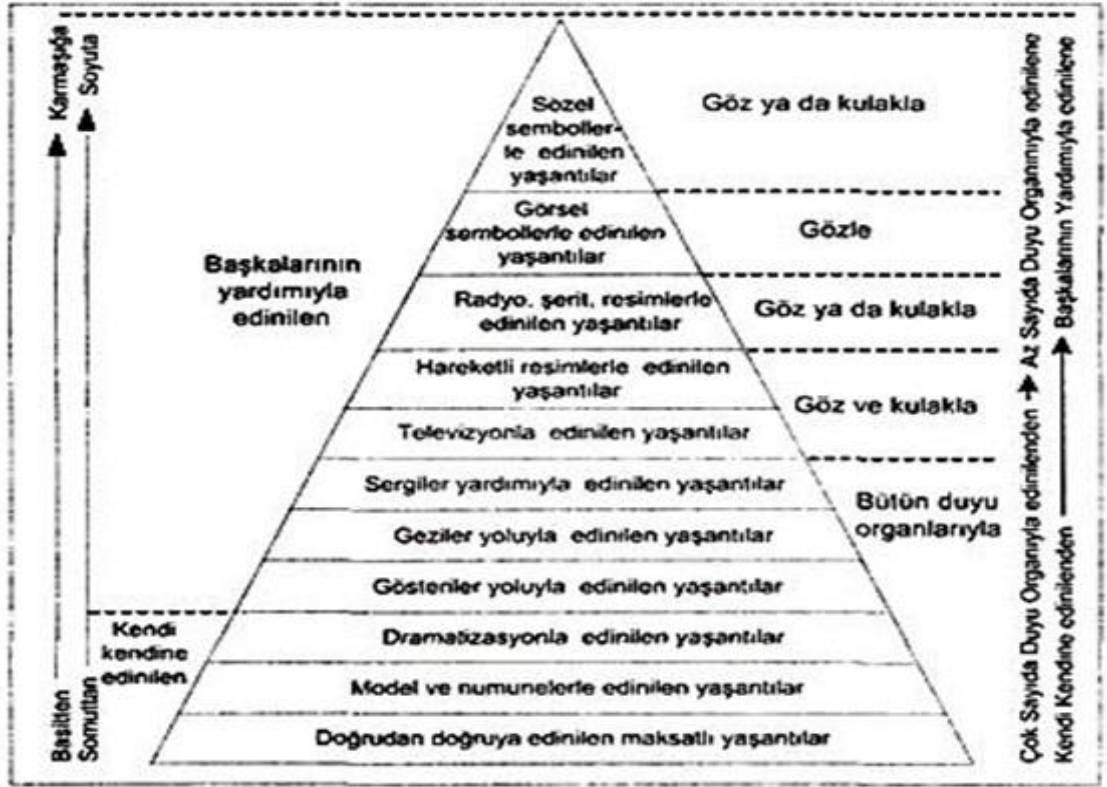 Karmaşığa
Soyuta
Sözel
semboller-
le edinilen
yaşantılar
Göz ya da kulakla
Görsel
sembollerle edinilen
yaşantılar
Gözle
Başkalarının
yardımıyla
edinilen
Radyo, şerit, resimlerle
edinilen yaşantılar
Göz ya da kulakla
Hareketli resimlerle edinilen
yaşantılar
Göz ve kulakla
Televizyonla edinilen yaşantılar
Sergiler yardımıyla edinilen yaşantılar
Bütün duyu
organlarıyla
Geziler yoluyla edinilen yaşantılar
Göstenler yoluyla edinilen yaşantılar
Kendi
kendine
edinilen
Dramatizasyonla edinilen yaşantılar
Model ve numunelerle edinilen yaşantılar
Doğrudan doğruya edinilen maksatlı yaşantılar
Basitten
Somuttan
Çok Sayıda Duyu Organıyla edinilenden
Az Sayıda Duyu Organınıyla edinilene
Kendi Kendine edinilenden
Başkalarının Yardımıyla edinilene